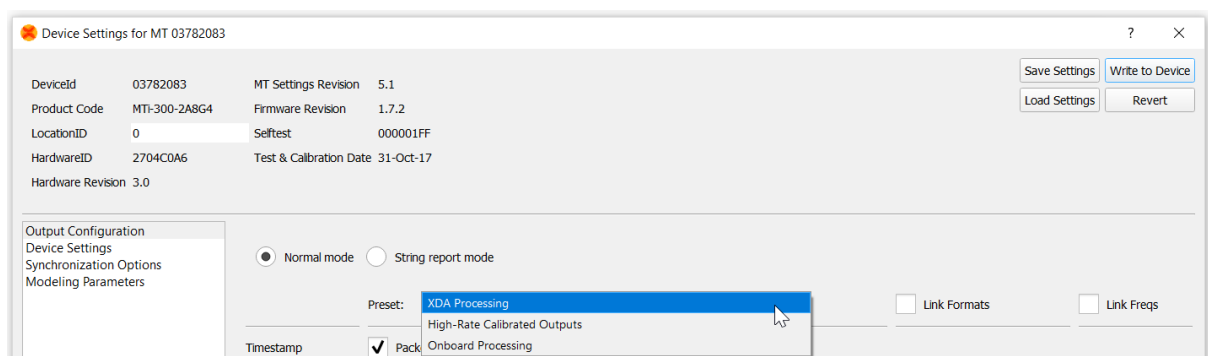 Device Settings for MT 03782083
? ×
DeviceId 03782083 MT Settings Revision 5.1
Save Settings Write to Device
Product Code MTi-300-2A8G4 Firmware Revision 1.7.2
Load Settings Revert
LocationID 0 Selftest 000001FF
HardwareID 2704C0A6 Test & Calibration Date 31-Oct-17
Hardware Revision 3.0
Output Configuration
Device Settings
Synchronization Options
Modeling Parameters
Normal mode String report mode
Preset: XDA Processing Link Formats Link Freqs
High-Rate Calibrated Outputs
Timestamp Pack Onboard Processing